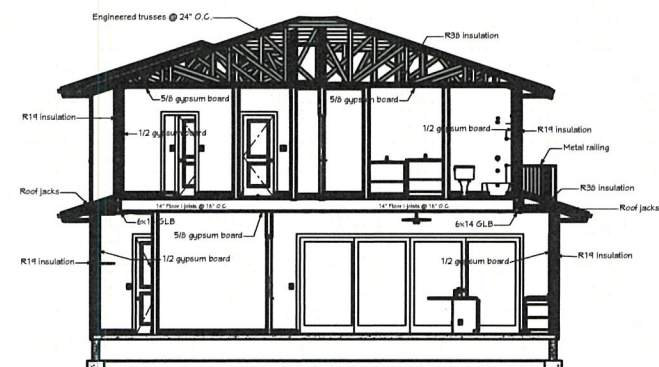 Engineered trusses @ 24" O.C.
R38 insulation
5/8 gypsum board
5/8 gypsum board
R19 insulation
1/2 gypsum board
1/2 gypsum board
R19 insulation
Metal railing
Roof jacks
R38 insulation
14" Floor I joists @ 16" O.C.
14" Floor I joists @ 16" O.C.
Roof jacks
6x14 GLB
6x14 GLB
5/8 gypsum board
R19 insulation
1/2 gypsum board
1/2 gypsum board
R19 Insulation